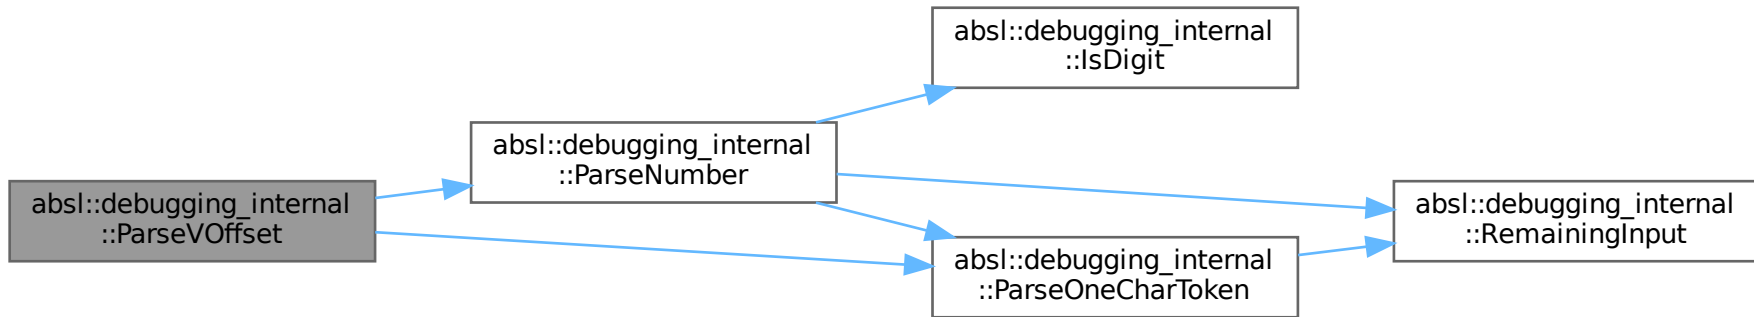 absl::debugging_internal
::IsDigit
absl::debugging_internal
::ParseNumber
absl::debugging_internal
::ParseVOffset
absl::debugging_internal
::RemainingInput
absl::debugging_internal
::ParseOneCharToken